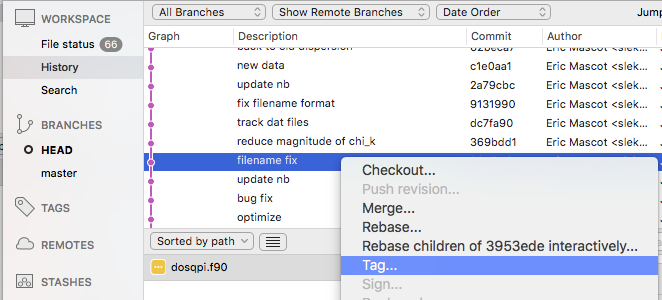 WORKSPACE
File status 66
History
Search
BRANCHES
HEAD
master
TAGS
REMOTES
STASHES
All Branches Show Remote Branches Date Order Jump
Graph Description Commit Author
back to old dispersion
new data c1e0aa1 Eric Mascot <slek...
update nb 2a79cbc Eric Mascot <slek...
fix filename format 9131990 Eric Mascot <slek...
track dat files dc7fa90 Eric Mascot <slek...
reduce magnitude of chi_k 369bdd1 Eric Mascot <slek...
filename fix
update nb
bug fix
optimize
Checkout...
Push revision...
Merge...
Rebase...
Rebase children of 3953ede interactively...
Tag...
Sign...
Sorted by path
dosqpi.f90